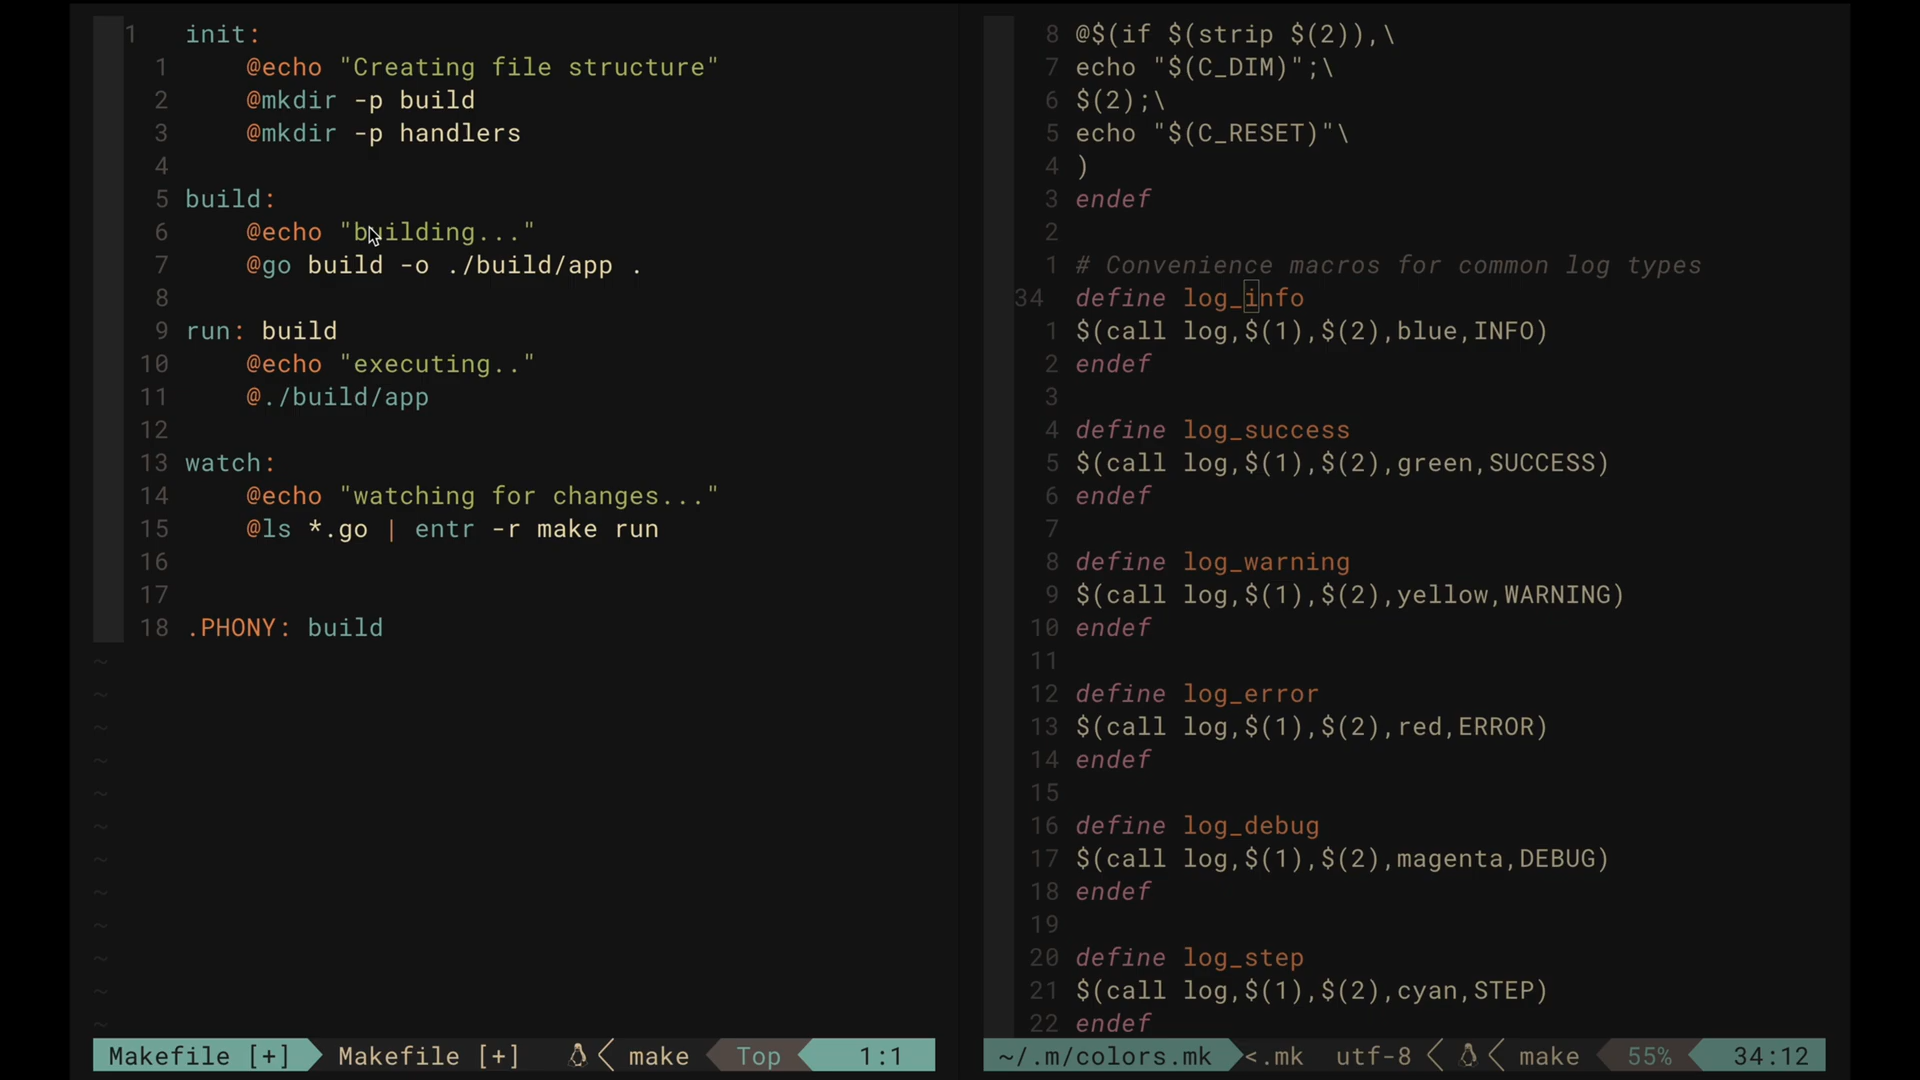 1 init:
1 @echo "Creating file structure"
2 @mkdir -p build
3 @mkdir -p handlers
4
5 build:
6 @echo "building..."
7 @go build -o ./build/app .
8
9 run: build
10 @echo "executing.."
11 @./build/app
12
13 watch:
14 @echo "watching for changes..."
15 @ls *.go | entr -r make run
16
17
18 .PHONY: build
~
~
~
~
~
~
~
~
~
~
~
~
Makefile [+] Makefile [+] < make Top 1:1
8 @$(if $(strip $(2)),\
7 echo "$(C_DIM)";\
6 $(2);\
5 echo "$(C_RESET)"\
4 )
3 endef
2
1 # Convenience macros for common log types
34 define log_info
1 $(call log,$(1),$(2),blue,INFO)
2 endef
3
4 define log_success
5 $(call log,$(1),$(2),green,SUCCESS)
6 endef
7
8 define log_warning
9 $(call log,$(1),$(2),yellow,WARNING)
10 endef
11
12 define log_error
13 $(call log,$(1),$(2),red,ERROR)
14 endef
15
16 define log_debug
17 $(call log,$(1),$(2),magenta,DEBUG)
18 endef
19
20 define log_step
21 $(call log,$(1),$(2),cyan,STEP)
22 endef
~/.m/colors.mk <.mk utf-8 < < make 55% 34:12